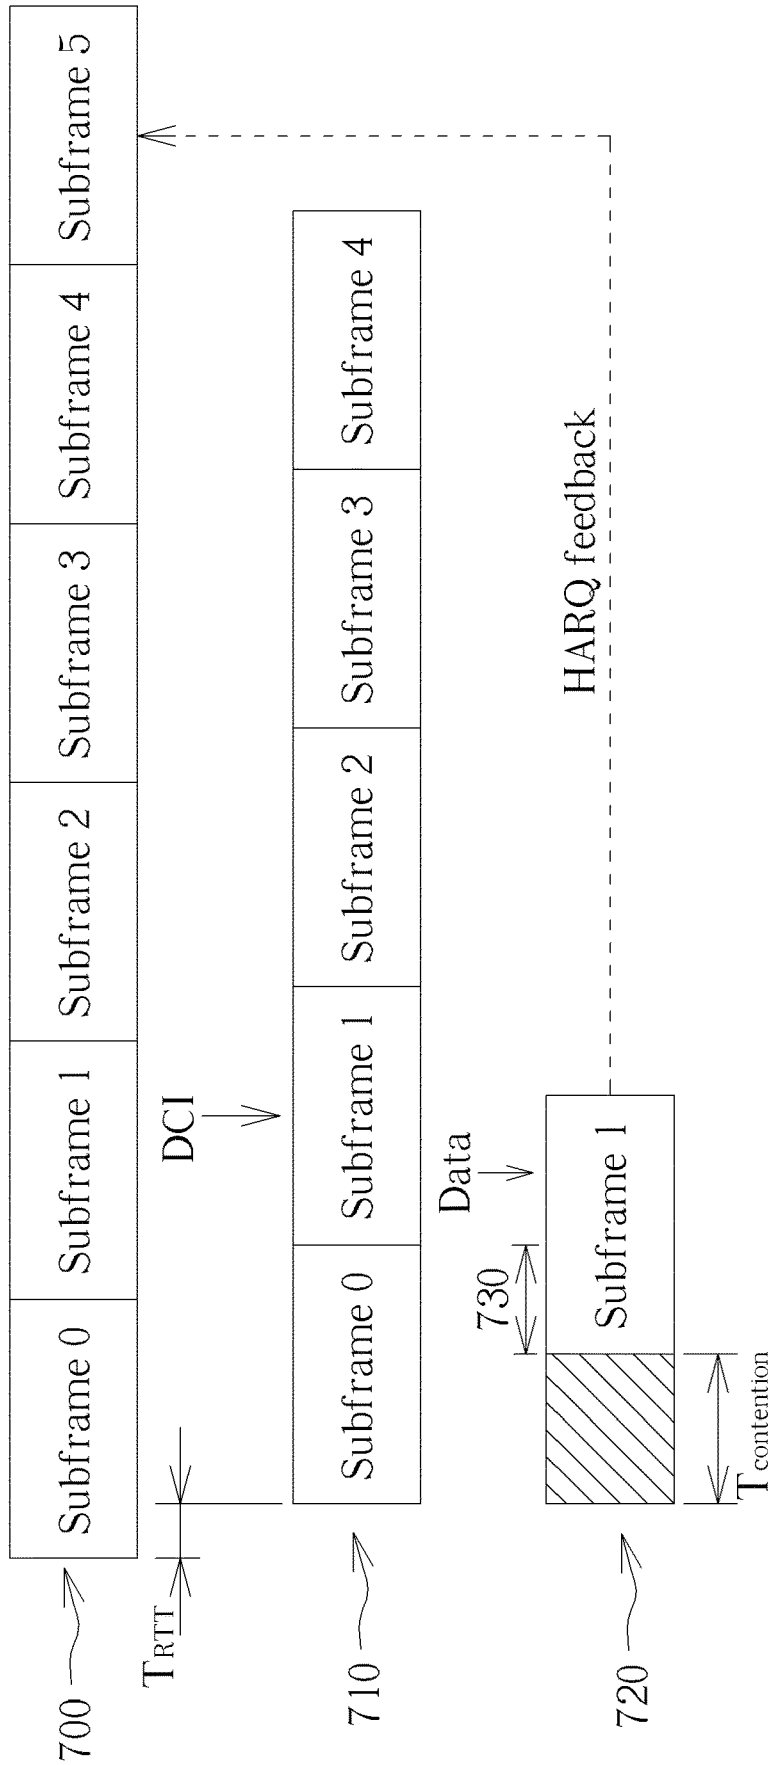 700
Subframe 0
Subframe 1
Subframe 2
Subframe 3
Subframe 4
Subframe 5
TRTT
DCI
710
Subframe 0
Subframe 1
Subframe 2
Subframe 3
Subframe 4
730
Data
HARQ feedback
720
Subframe 1
Tcontention